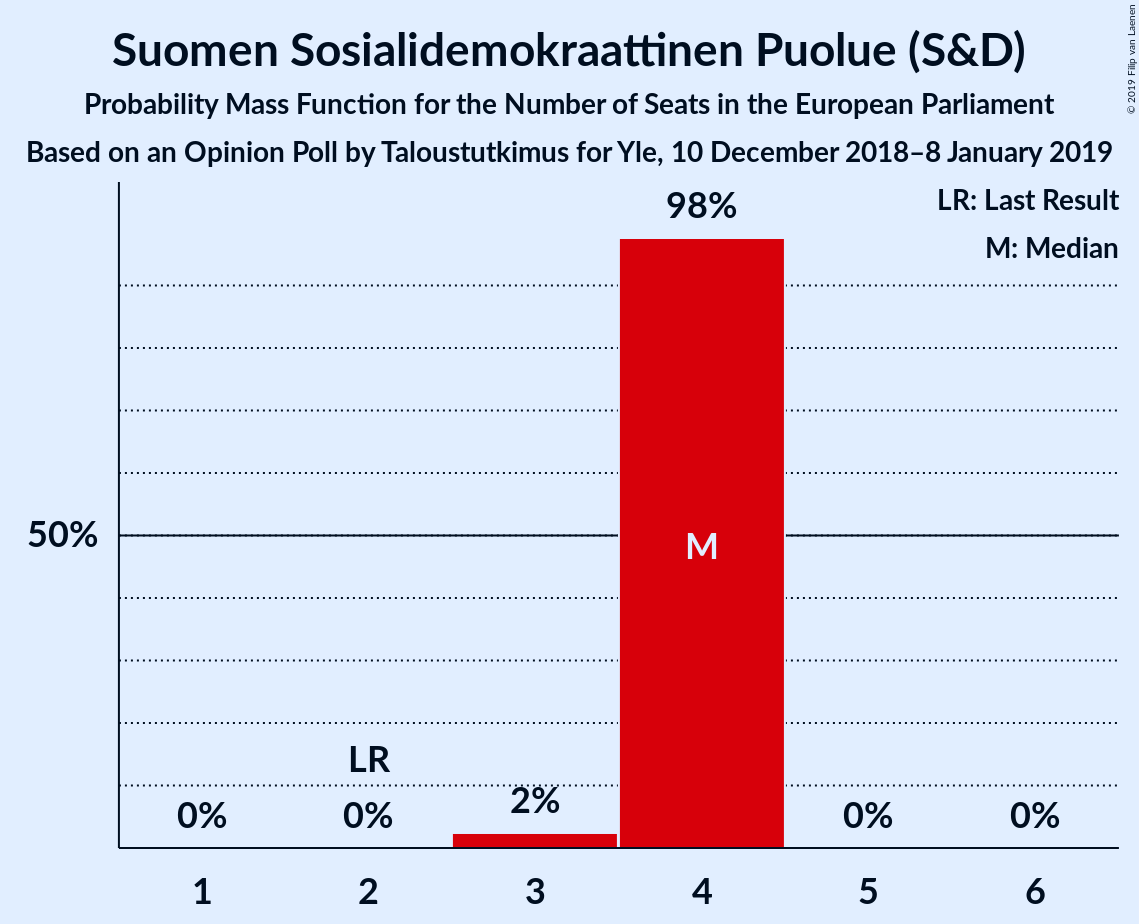 Suomen Sosialidemokraattinen Puolue (S&D)
Probability Mass Function for the Number of Seats in the European Parliament
Based on an Opinion Poll by Taloustutkimus for Yle, 10 December 2018–8 January 2019
© 2019 Filip van Laenen
LR: Last Result
M: Median
98%
50%
M
LR
0%
0%
2%
0%
0%
1
2
3
4
5
6